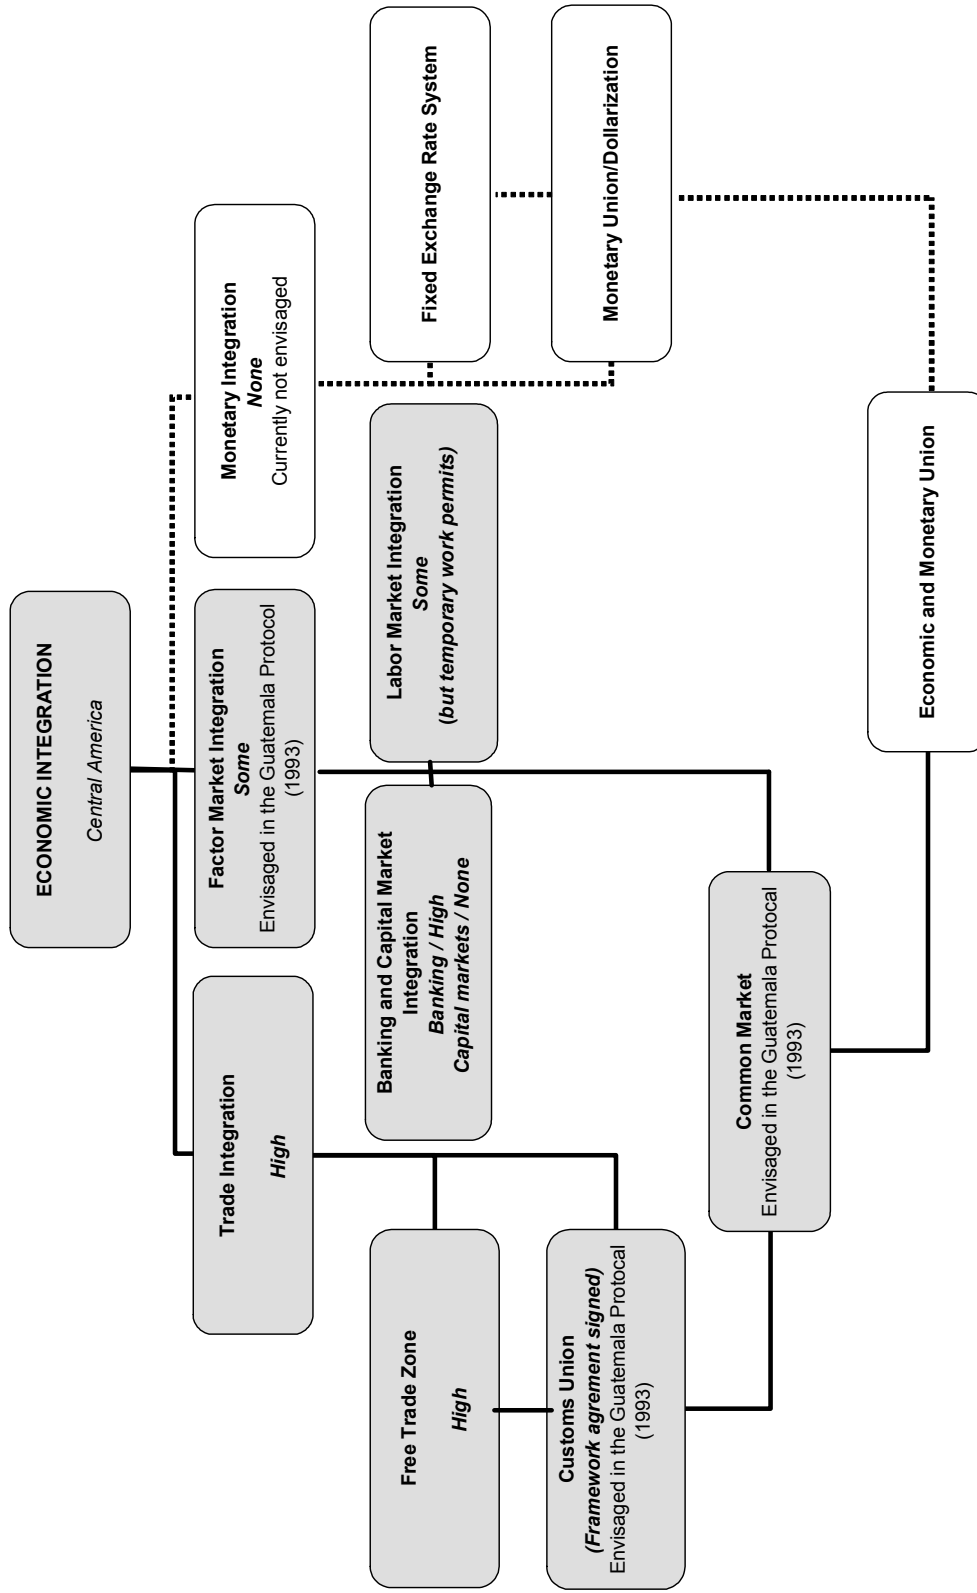 ECONOMIC INTEGRATION
Central America
Trade Integration
High
Factor Market Integration
Some
Envisaged in the Guatemala Protocol
(1993)
Monetary Integration
None
Currently not envisaged
Free Trade Zone
High
Banking and Capital Market
Integration
Banking / High
Capital markets / None
Labor Market Integration
Some
(but temporary work permits)
Fixed Exchange Rate System
Customs Union
(Framework agrement signed)
Envisaged in the Guatemala Protocal
(1993)
Monetary Union/Dollarization
Common Market
Envisaged in the Guatemala Protocal
(1993)
Economic and Monetary Union